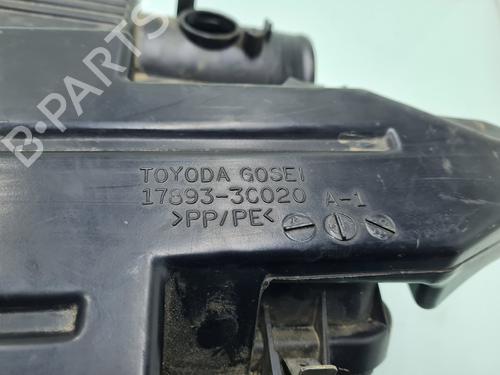 B-PARTS
TOYODA GOSEI
17893-3C020 A-1
>PP/PE<